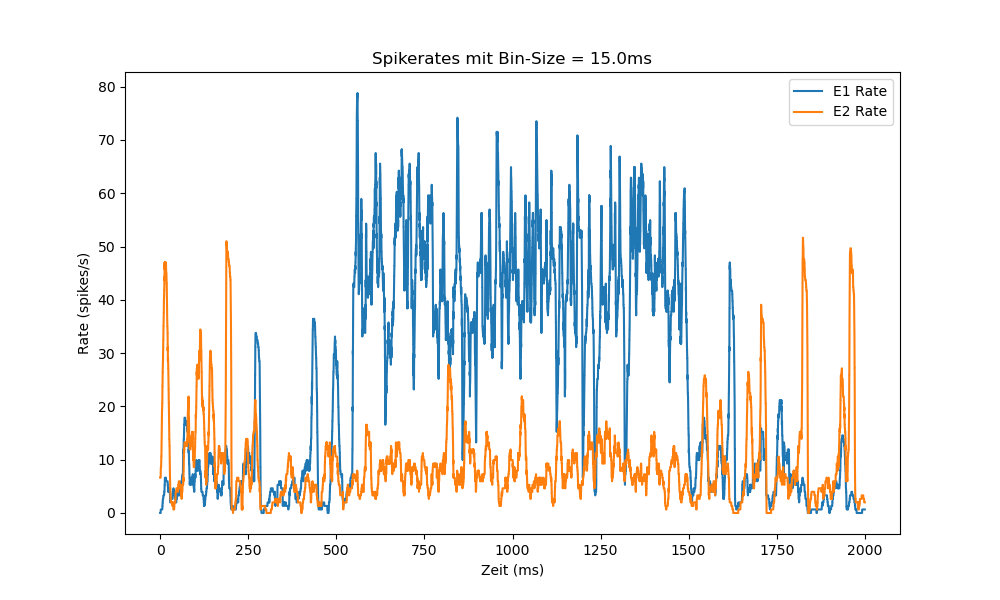 Spikerates mit Bin-Size = 15.0ms
E1 Rate
E2 Rate
80
70
60
50
40
30
20
10
0
Rate (spikes/s)
0 250 500 750 1000 1250 1500 1750 2000
Zeit (ms)